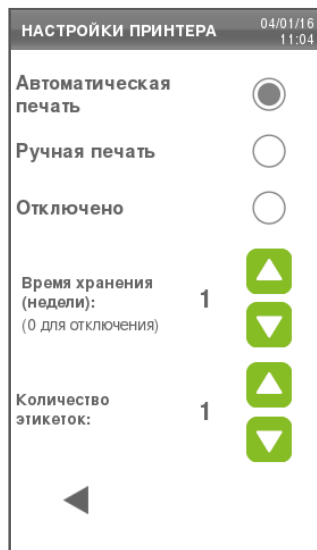 НАСТРОЙКИ ПРИНТЕРА
04/01/16
11:04
Автоматическая
печать
Ручная печать
Отключено
Время хранения
(недели):
(0 для отключения)
1
Количество
этикеток:
1